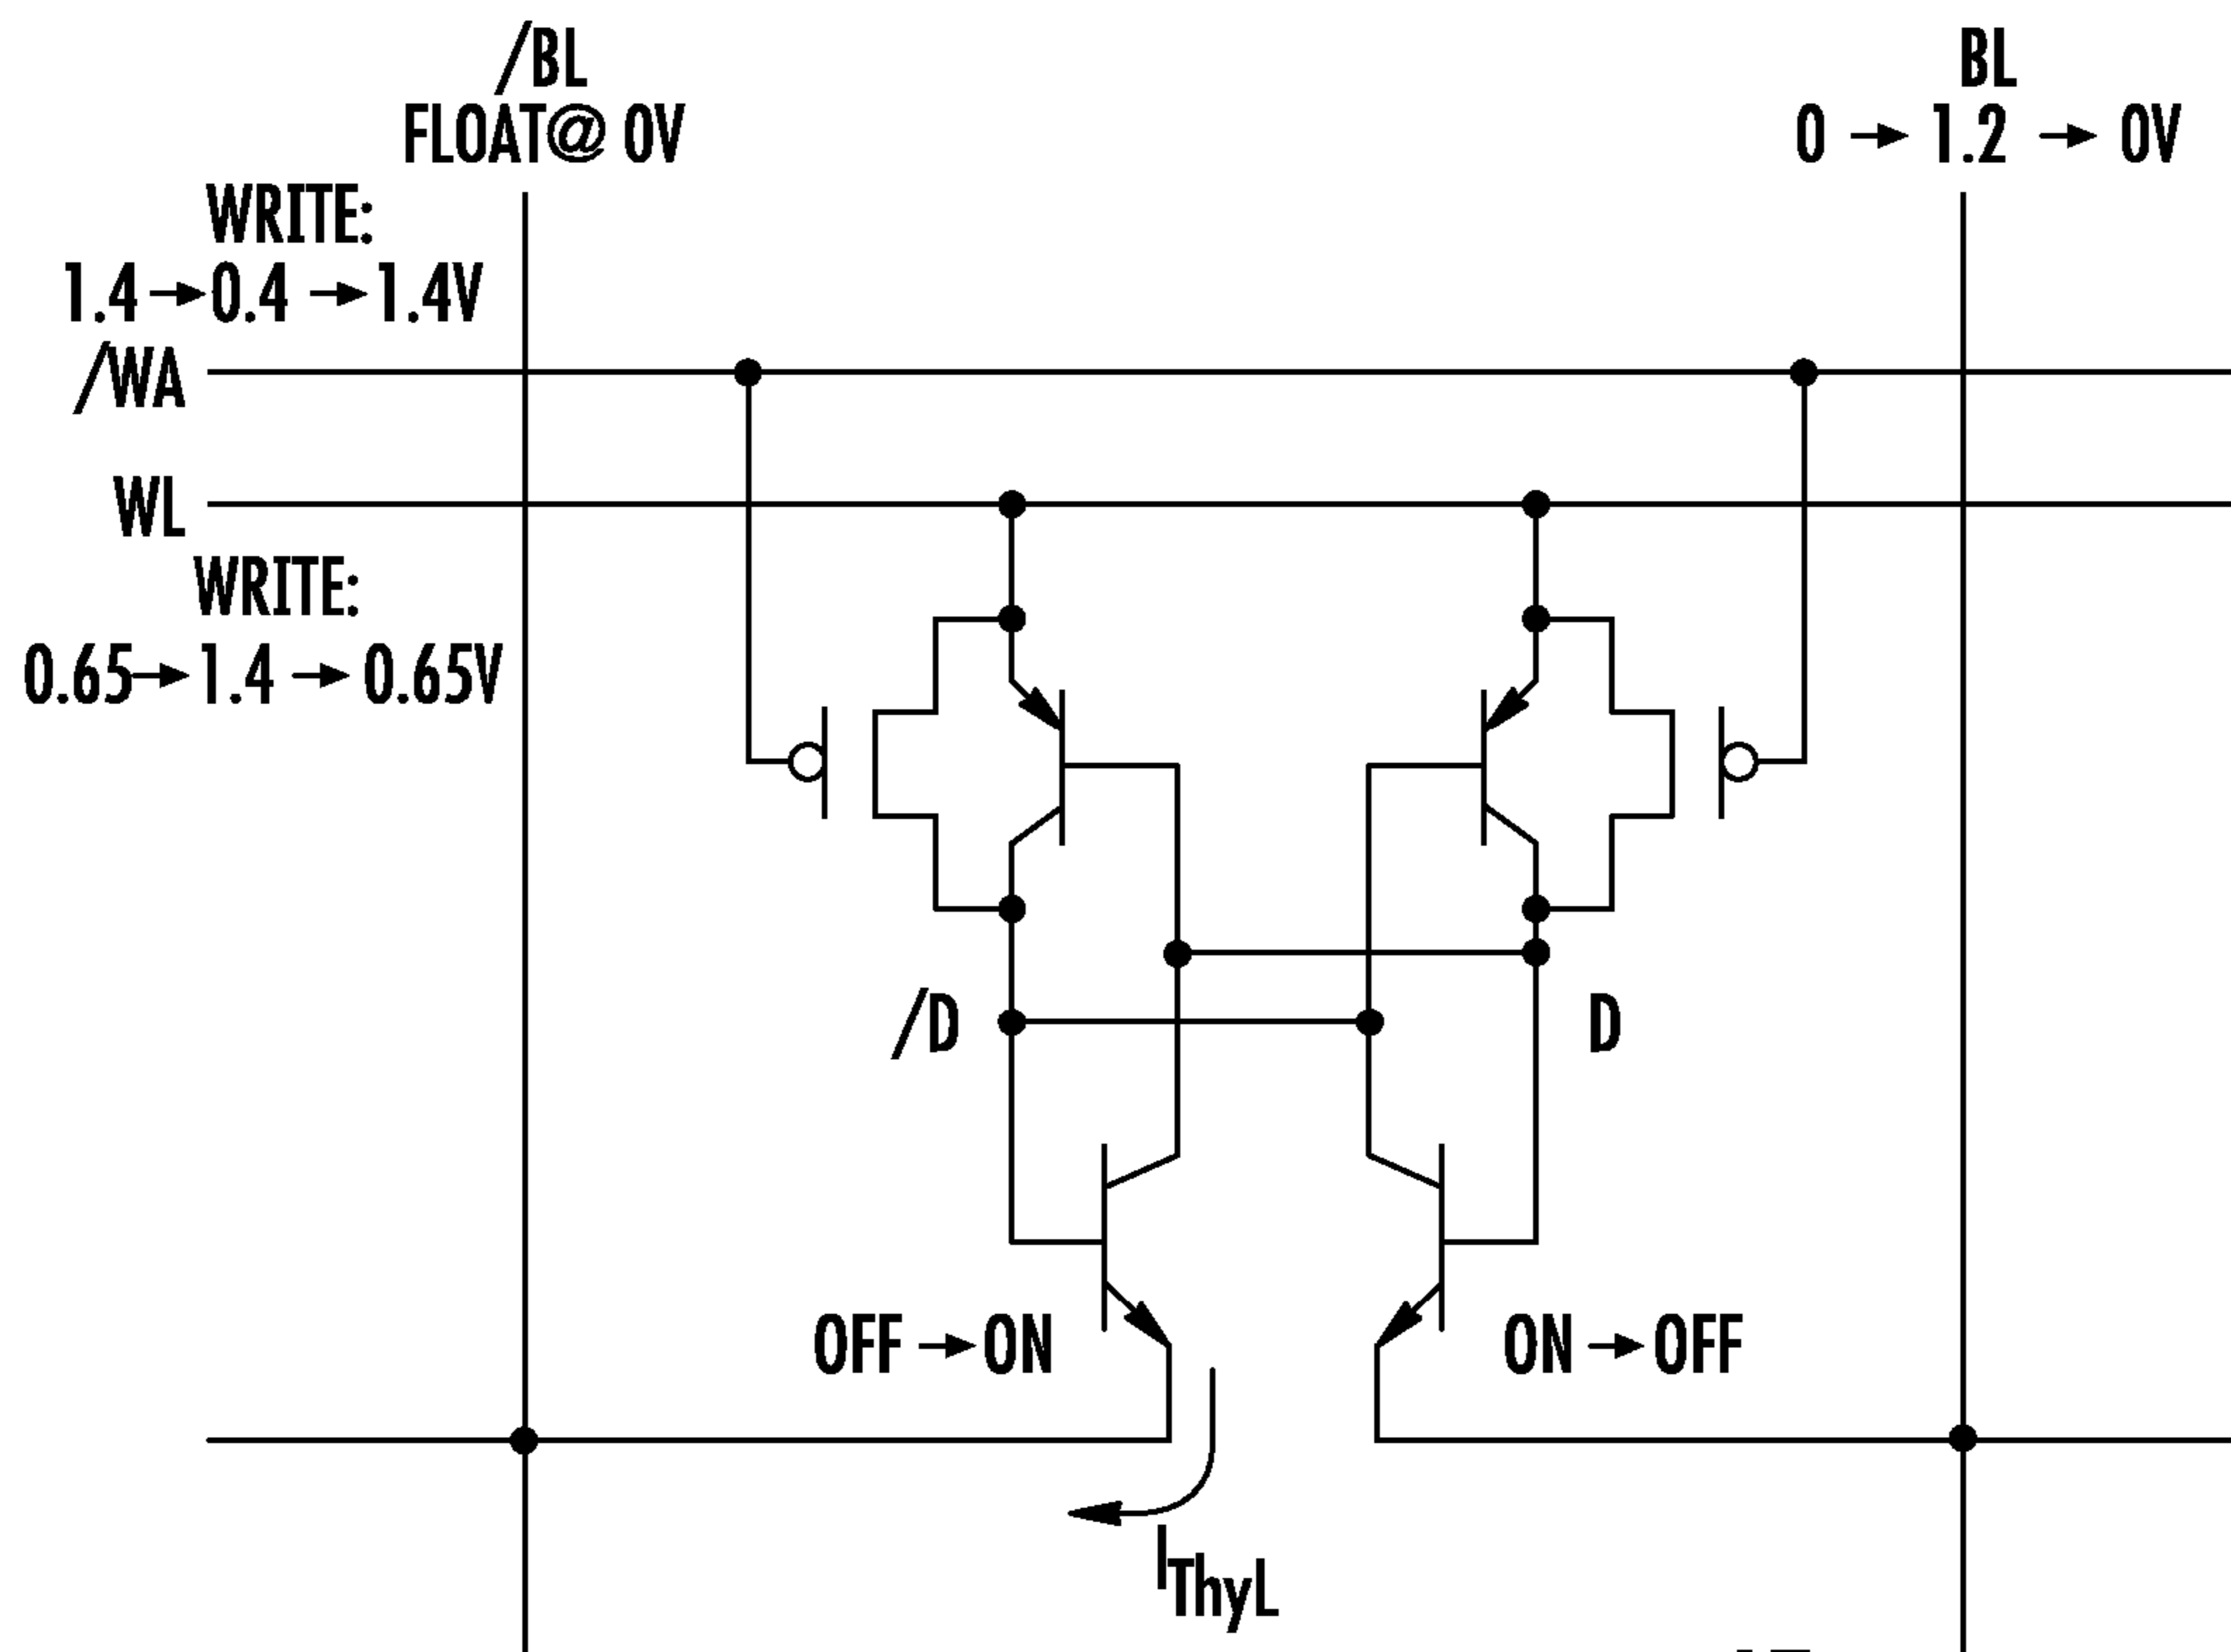 /BL
FLOAT@ 0V
BL
0 → 1.2 → 0V
WRITE:
1.4→0.4 →1.4V
/WA
WL
WRITE:
0.65→1.4 → 0.65V
/D
D
OFF →ON
ON →OFF
IThyL